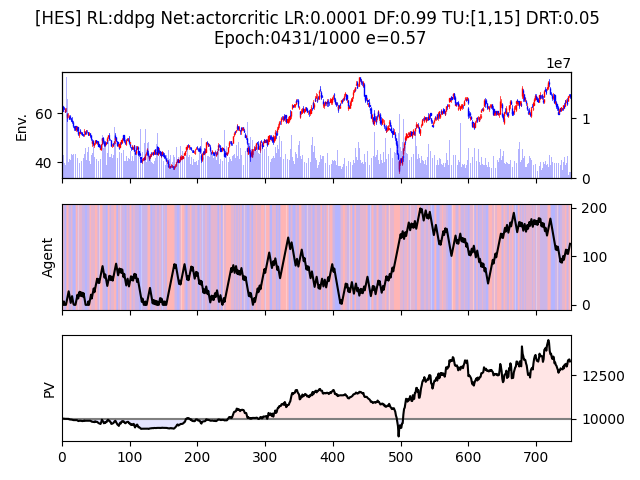 [HES] RL:ddpg Net:actorcritic LR:0.0001 DF:0.99 TU:[1,15] DRT:0.05
Epoch:0431/1000 e=0.57
1e7
Env.
60
40
1
0
Agent
200
100
0
PV
12500
10000
0 100 200 300 400 500 600 700